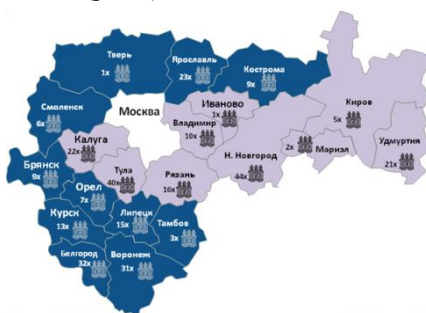 Тверь
1x
Ярославль
23x
Кострома
9x
Смоленск
6x
Москва
Иваново
1x
Владимир
10x
Киров
5x
Калуга
22x
Удмуртия
21x
Н. Новгород
44x
2x
Мариэл
Брянск
9x
Тула
40x
Рязань
16x
Орел
7x
Курск
13x
Липецк
15x
Тамбов
3x
Белгород
32x
Воронеж
31x